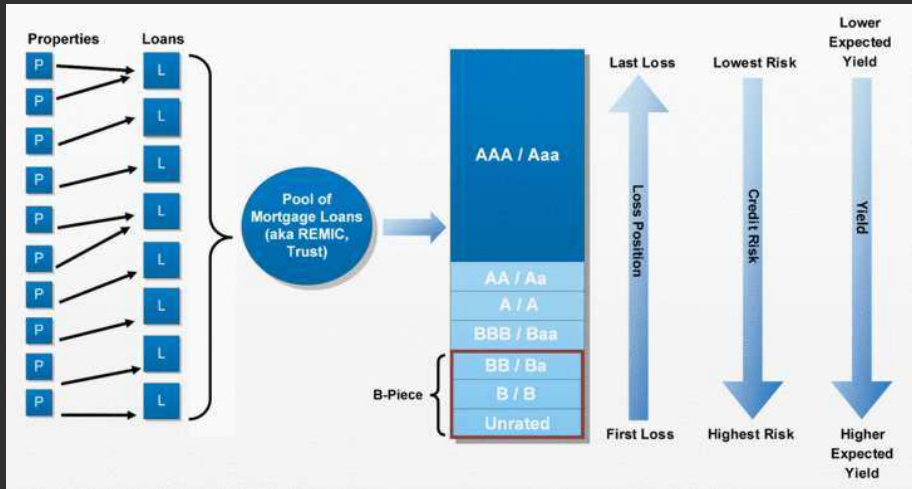 Properties
Loans
P
P
P
P
P
P
P
P
P
P
L
L
L
L
L
L
L
L
Pool of
Mortgage Loans
(aka REMIC,
Trust)
AAA / Aaa
AA / Aa
A / A
BBB / Baa
BB / Ba
B / B
Unrated
B-Piece
Last Loss
Loss Position
First Loss
Lowest Risk
Credit Risk
Highest Risk
Lower
Expected
Yield
Yield
Higher
Expected
Yield